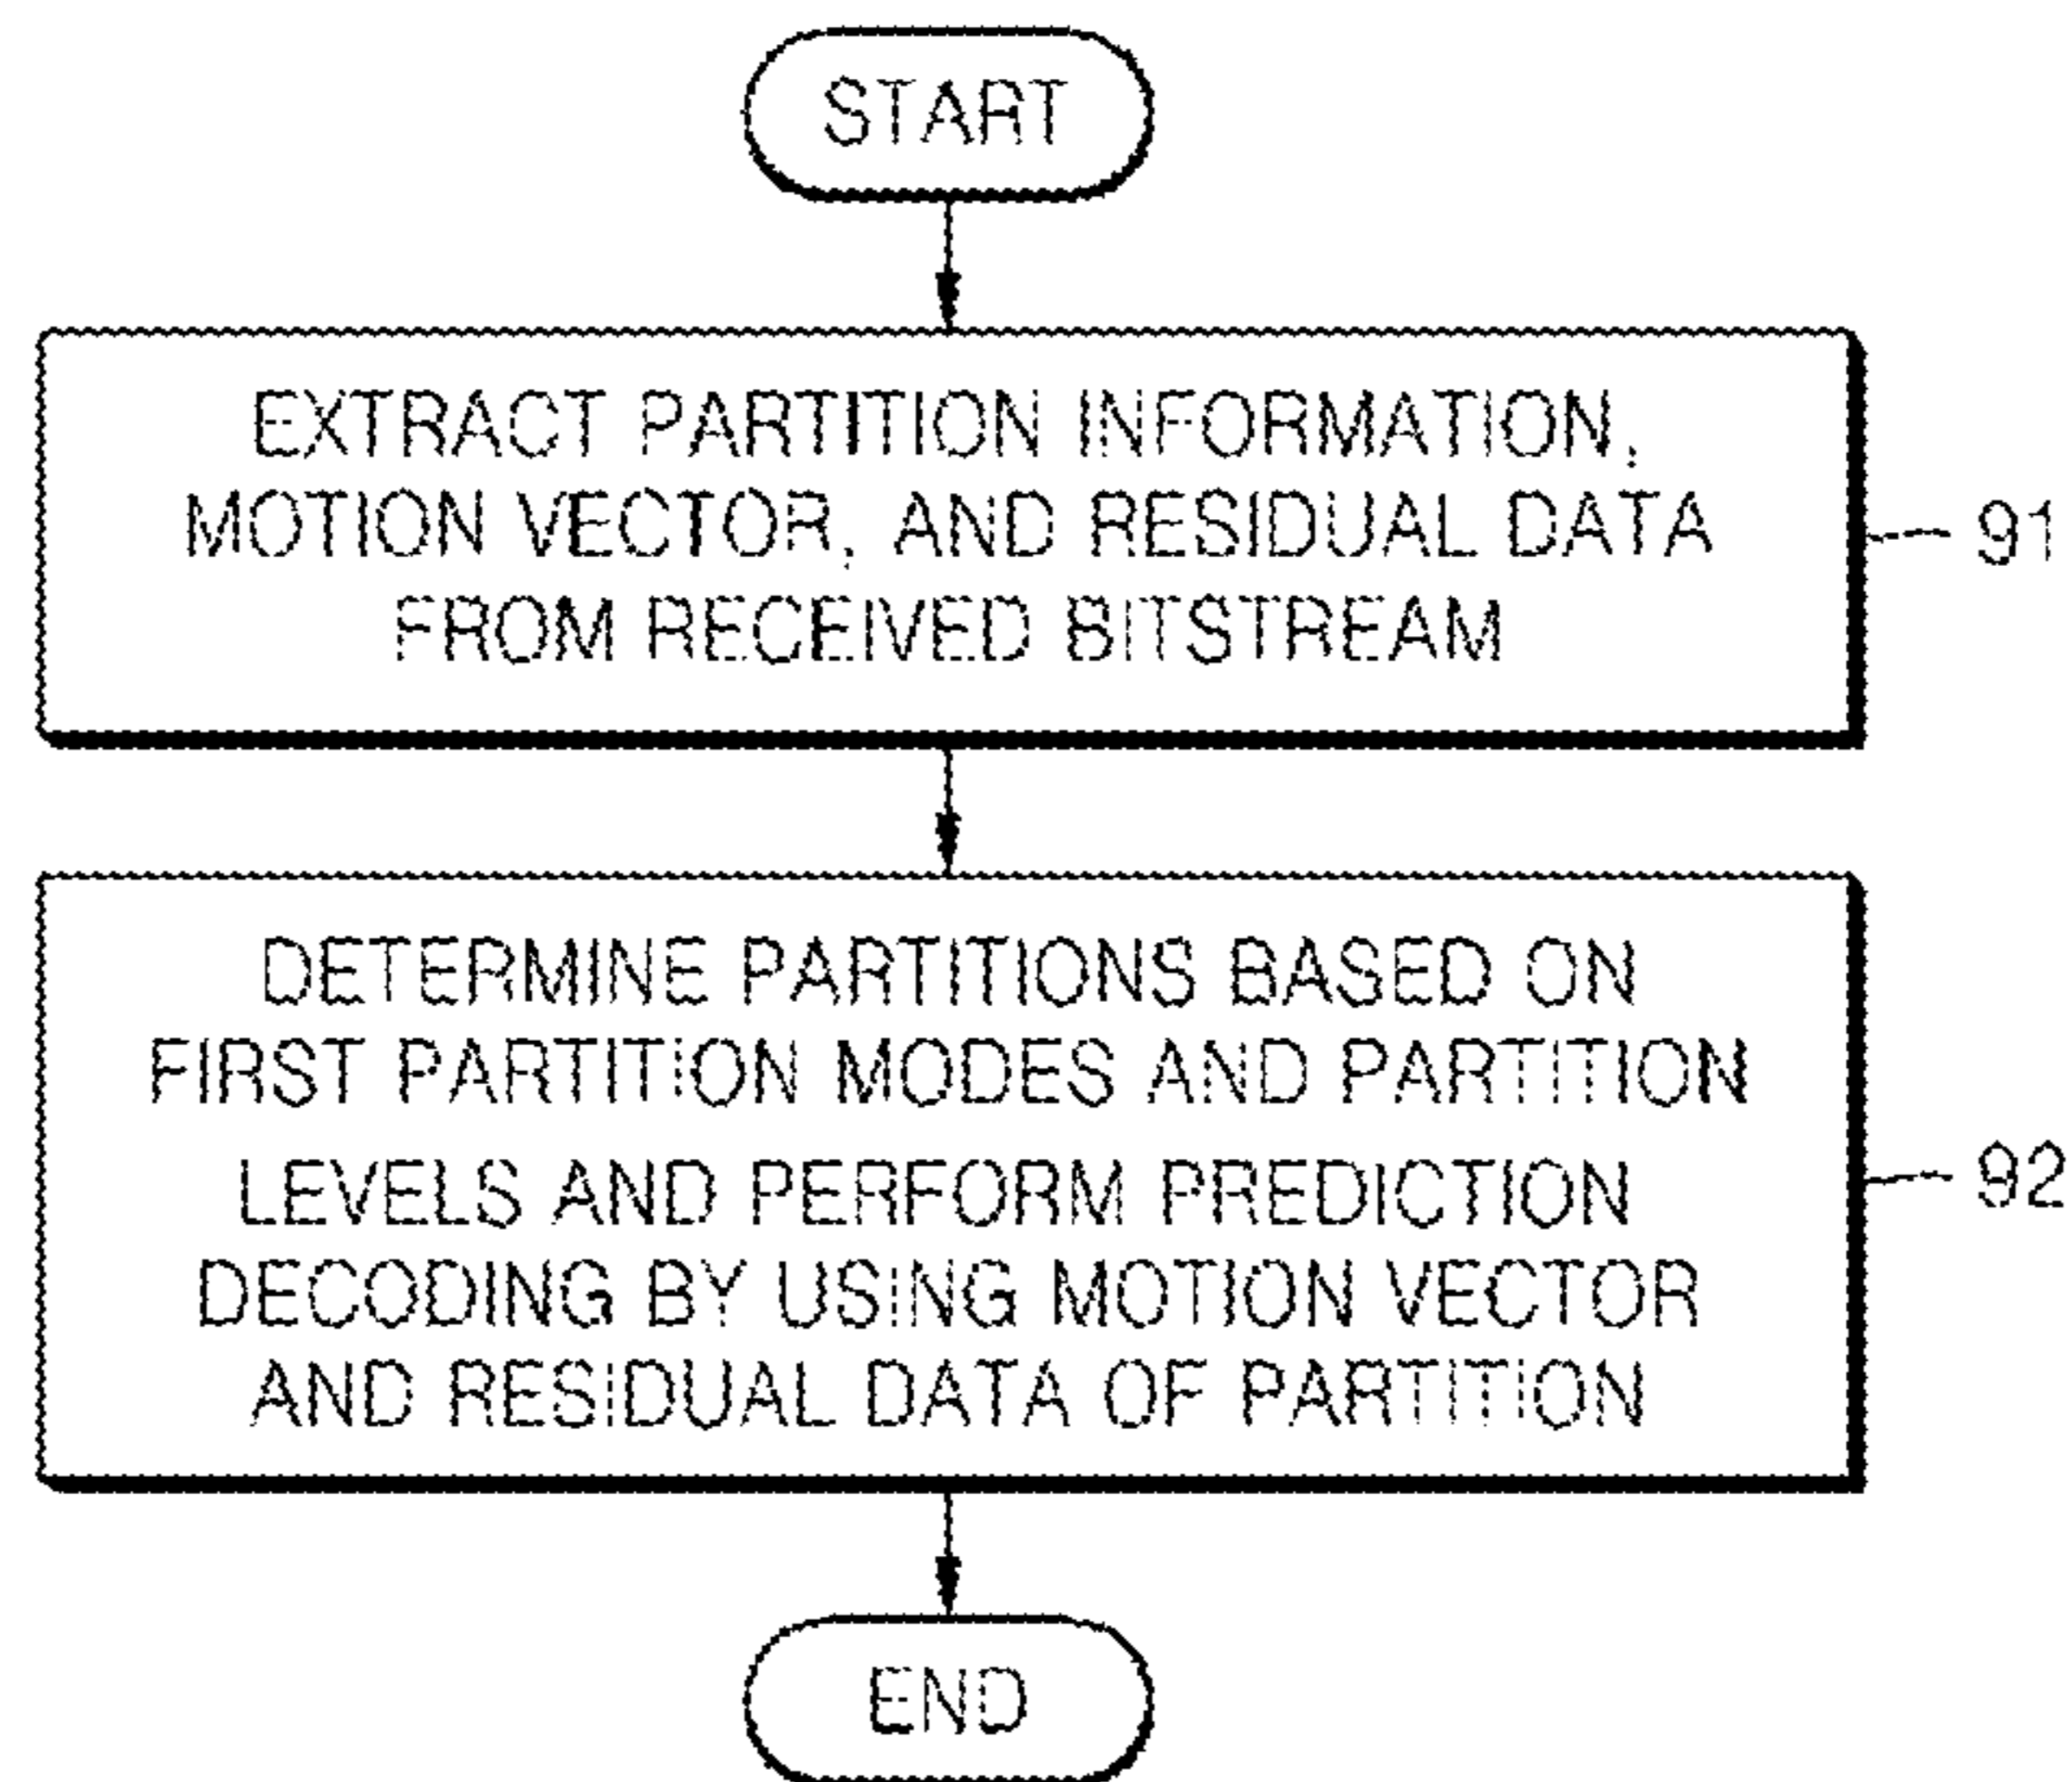 START
EXTRACT PARTITION INFORMATION,
MOTION VECTOR, AND RESIDUAL DATA
FROM RECEIVED BITSTREAM
91
DETERMINE PARTITIONS BASED ON
FIRST PARTITION MODES AND PARTITION
LEVELS AND PERFORM PREDICTION
DECODING BY USING MOTION VECTOR
AND RESIDUAL DATA OF PARTITION
92
END